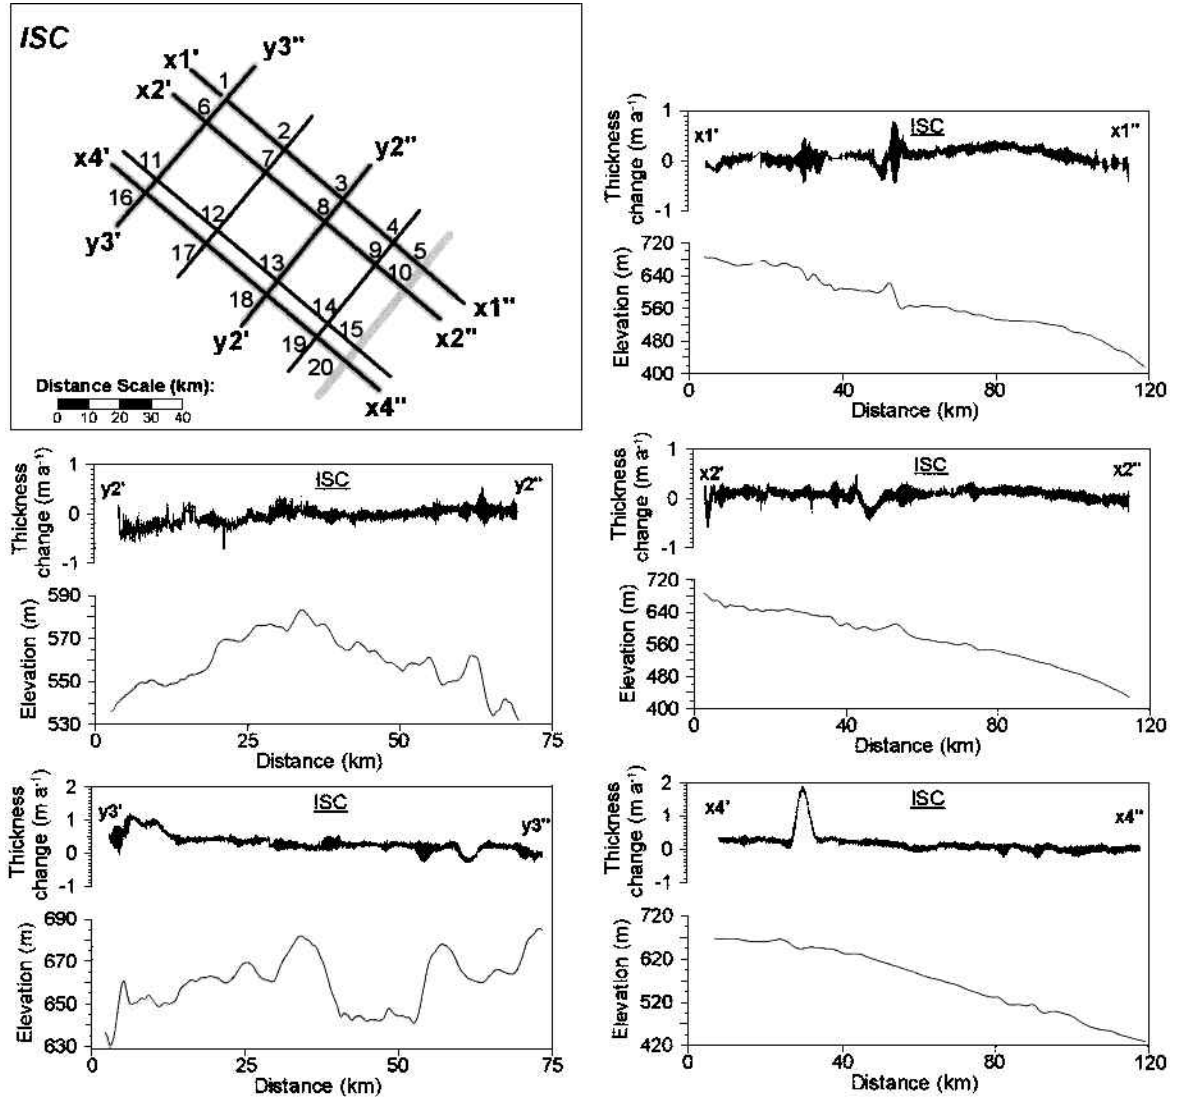 ISC
x1'
y3"
x2'
1
6
2
x4'
11
7
y2"
16
3
8
12
4
y3'
17
9
5
13
10
18
14
x1"
15
x2"
y2'
19
20
x4"
Distance Scale (km):
0 10 20 30 40
Thickness
change (m a⁻¹)
1
0
-1
x1'
ISC
x1"
Elevation (m)
720
640
560
480
400
0 40 80 120
Distance (km)
Thickness
change (m a⁻¹)
1
0
-1
y2'
ISC
y2"
Elevation (m)
590
570
550
530
0 25 50 75
Distance (km)
Thickness
change (m a⁻¹)
1
0
-1
x2'
ISC
x2"
Elevation (m)
720
640
560
480
400
0 40 80 120
Distance (km)
Thickness
change (m a⁻¹)
2
1
0
-1
y3'
ISC
y3"
Elevation (m)
690
670
650
630
0 25 50 75
Distance (km)
Thickness
change (m a⁻¹)
2
1
0
-1
x4'
ISC
x4"
Elevation (m)
720
620
520
420
0 40 80 120
Distance (km)